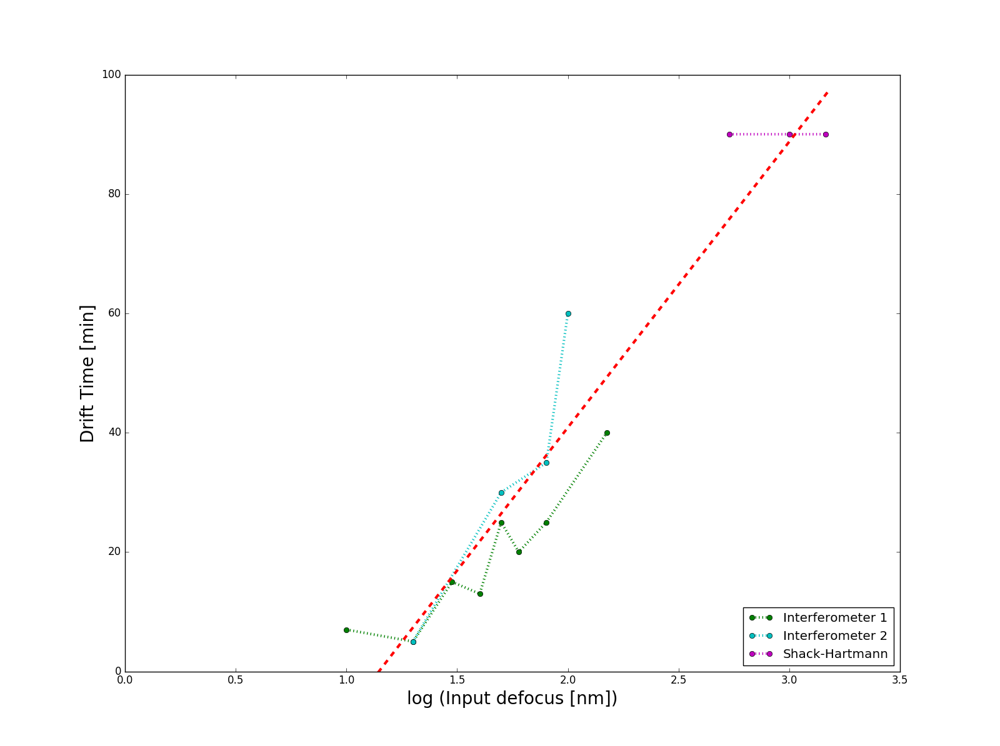 100
80
60
40
20
0
Drift Time [min]
0.0 0.5 1.0 1.5 2.0 2.5 3.0 3.5
log (Input defocus [nm])
Interferometer 1
Interferometer 2
Shack-Hartmann